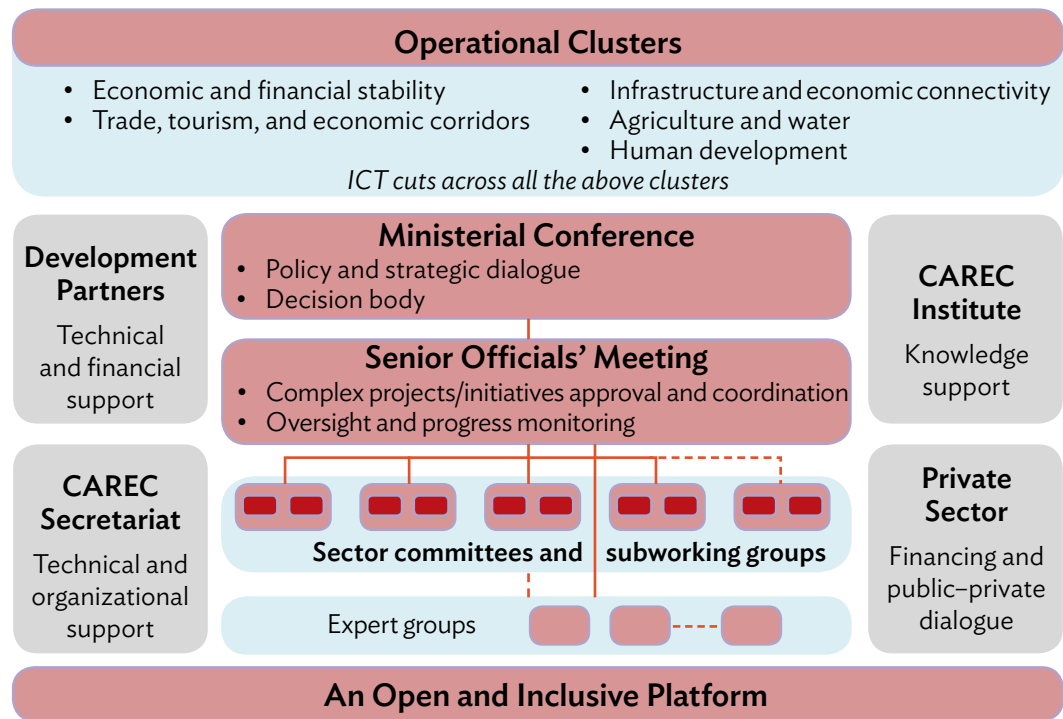 Operational Clusters
• Economic and financial stability
• Trade, tourism, and economic corridors
• Infrastructure and economic connectivity
• Agriculture and water
• Human development
ICT cuts across all the above clusters
Development
Partners
Technical
and financial
support
Ministerial Conference
• Policy and strategic dialogue
• Decision body
CAREC
Institute
Knowledge
support
Senior Officials’ Meeting
• Complex projects/initiatives approval and coordination
• Oversight and progress monitoring
CAREC
Secretariat
Technical and
organizational
support
Sector committees and subworking groups
Expert groups
Private
Sector
Financing and
public–private
dialogue
An Open and Inclusive Platform